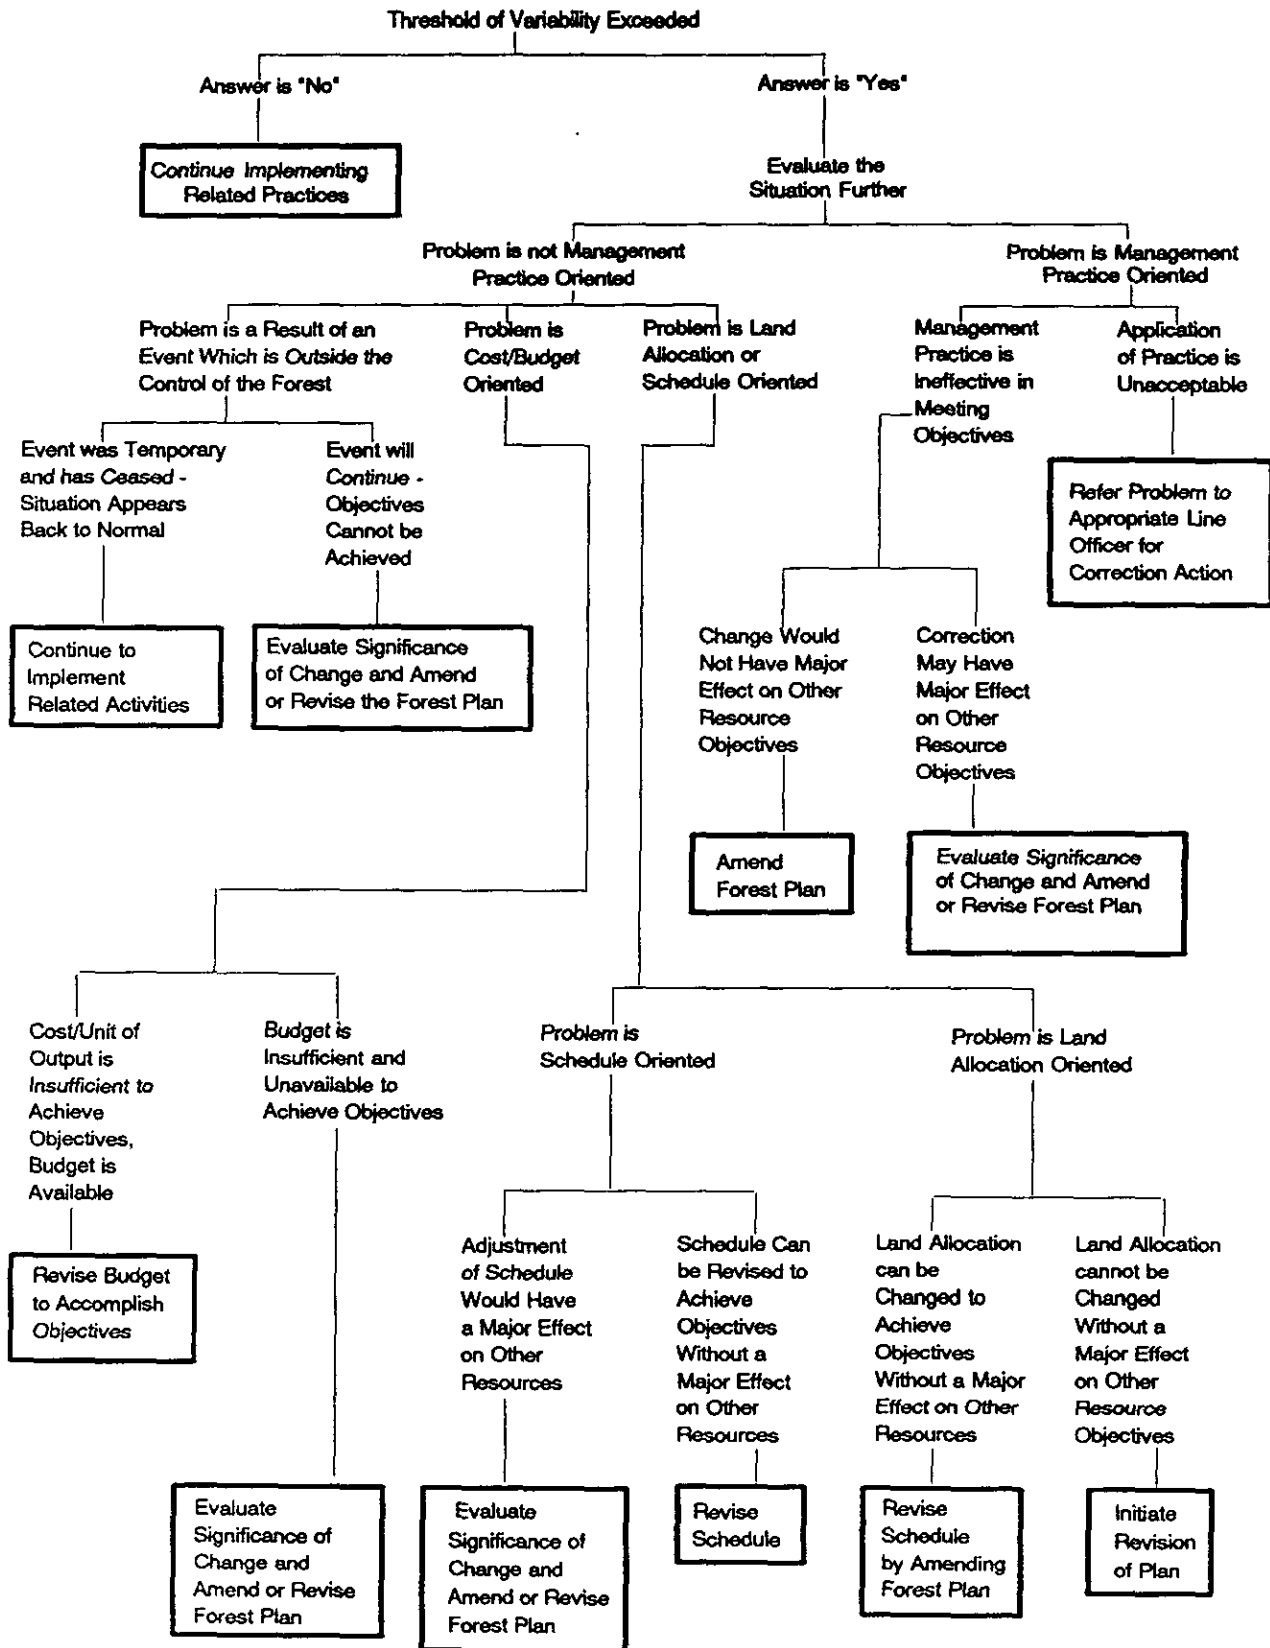 Threshold of Variability Exceeded
Answer is "No"
Answer is "Yes"
Continue Implementing
Related Practices
Evaluate the
Situation Further
Problem is not Management
Practice Oriented
Problem is Management
Practice Oriented
Problem is a Result of an
Event Which is Outside the
Control of the Forest
Problem is
Cost/Budget
Oriented
Problem is Land
Allocation or
Schedule Oriented
Management
Practice is
Ineffective in
Meeting
Objectives
Application
of Practice is
Unacceptable
Event was Temporary
and has Ceased -
Situation Appears
Back to Normal
Event will
Continue -
Objectives
Cannot be
Achieved
Refer Problem to
Appropriate Line
Officer for
Correction Action
Continue to
Implement
Related Activities
Evaluate Significance
of Change and Amend
or Revise the Forest Plan
Change Would
Not Have Major
Effect on Other
Resource
Objectives
Correction
May Have
Major Effect
on Other
Resource
Objectives
Amend
Forest Plan
Evaluate Significance
of Change and Amend
or Revise Forest Plan
Cost/Unit of
Output is
Insufficient to
Achieve
Objectives,
Budget is
Available
Budget is
Insufficient and
Unavailable to
Achieve Objectives
Problem is
Schedule Oriented
Problem is Land
Allocation Oriented
Revise Budget
to Accomplish
Objectives
Adjustment
of Schedule
Would Have
a Major Effect
on Other
Resources
Schedule Can
be Revised to
Achieve
Objectives
Without a
Major Effect
on Other
Resources
Land Allocation
can be
Changed to
Achieve
Objectives
Without a Major
Effect on Other
Resources
Land Allocation
cannot be
Changed
Without a
Major Effect
on Other
Resource
Objectives
Evaluate
Significance of
Change and
Amend or Revise
Forest Plan
Evaluate
Significance of
Change and
Amend or Revise
Forest Plan
Revise
Schedule
Revise
Schedule
by Amending
Forest Plan
Initiate
Revision
of Plan